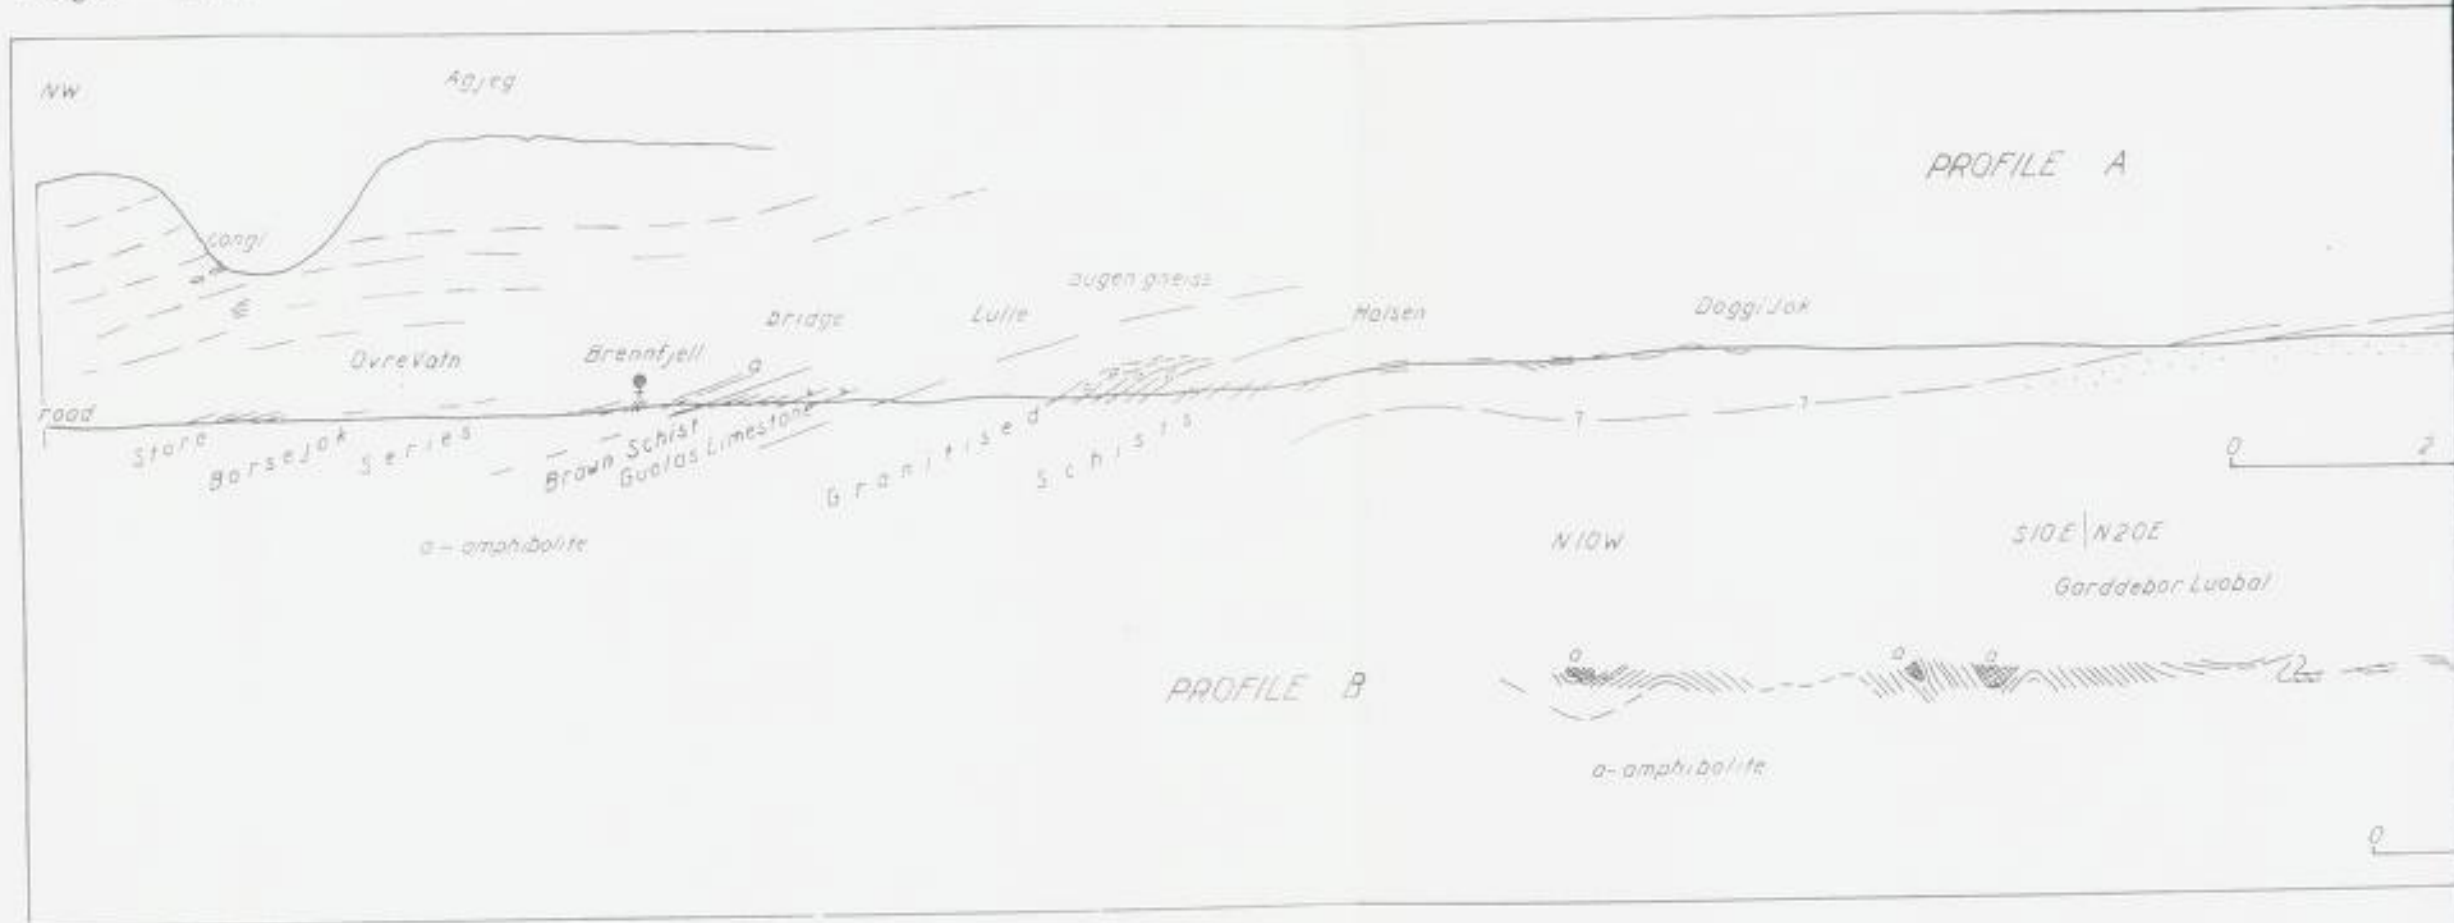 NW
Agjeg
PROFILE A
congl
augen gneiss
bridge
Lulle
Halsen
DoggiJok
OvreVatn
Brennfjell
a
road
Store Borsejok Series
Brown Schist
Guolas Limestone
Granitised Schists
? ?
0 2
a-amphibolite
N10W
S10E|N20E
Garddebor Luobal
a a a
PROFILE B
a-amphibolite
0